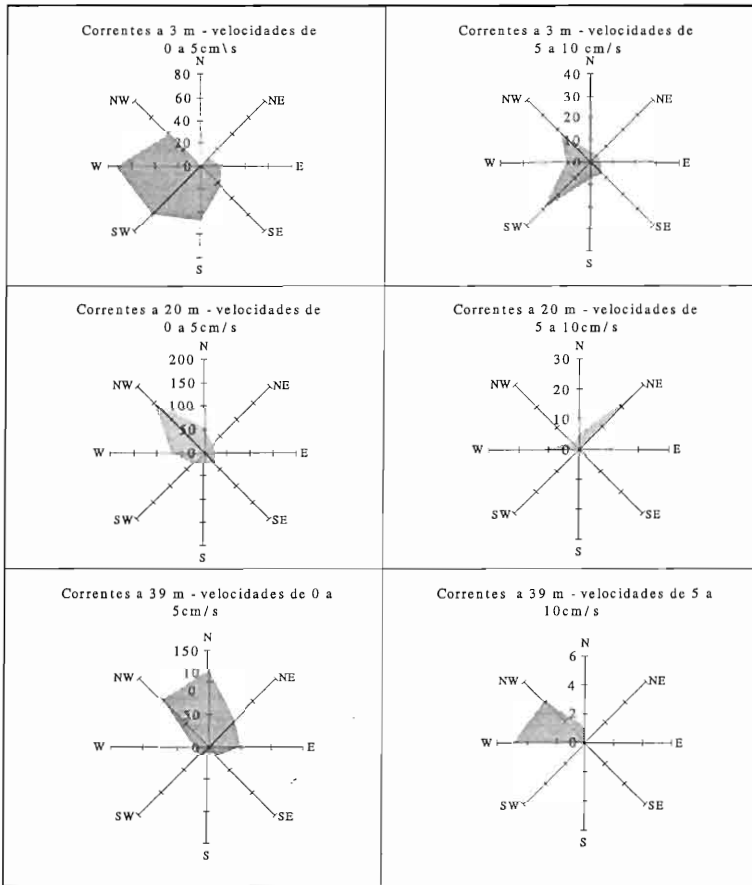 Correntes a 3 m - velocidades de
0 a 5cm\s
N
80
60
40
20
0
NW
NE
W
E
SW
SE
S
Correntes a 3 m - velocidades de
5 a 10 cm/s
N
40
30
20
10
0
NW
NE
W
E
SW
SE
S
Correntes a 20 m - velocidades de
0 a 5cm/s
N
200
150
100
50
0
NW
NE
W
E
SW
SE
S
Correntes a 20 m - velocidades de
5 a 10cm/s
N
30
20
10
0
NW
NE
W
E
SW
SE
S
Correntes a 39 m - velocidades de 0 a
5cm/s
N
150
10
0
50
0
NW
NE
W
E
SW
SE
S
Correntes a 39 m - velocidades de 5 a
10cm/s
N
6
4
2
0
NW
NE
W
E
SW
SE
S